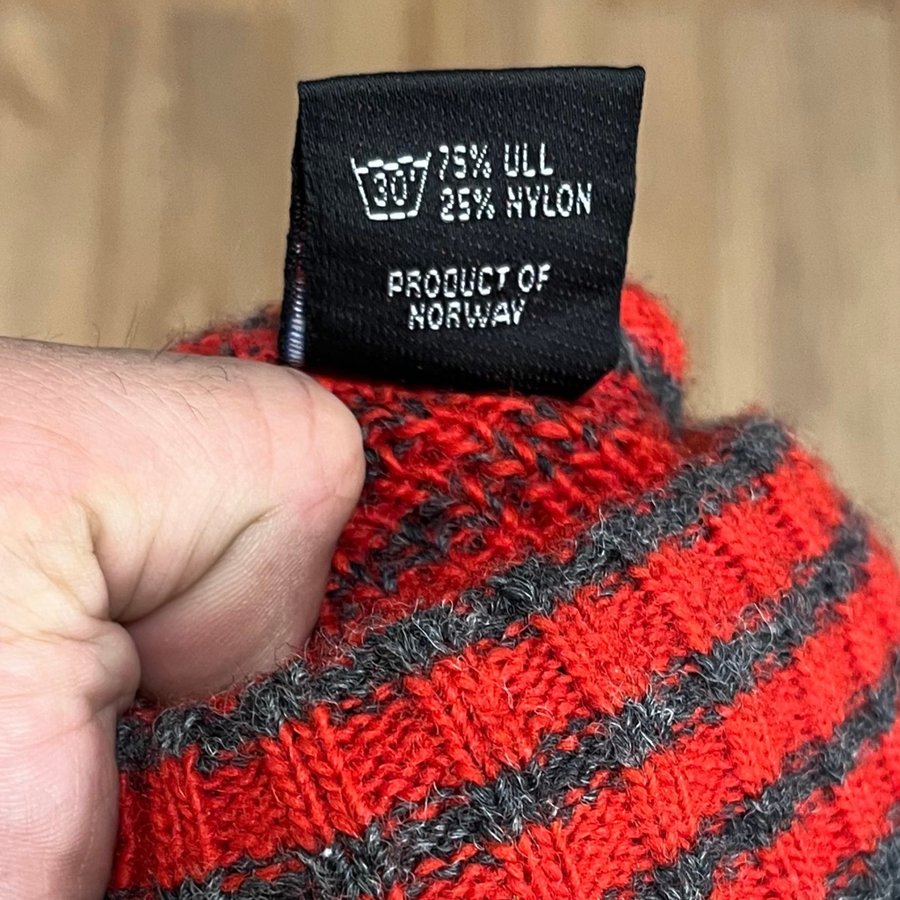 30° 75% ULL
25% NYLON
PRODUCT OF
NORWAY